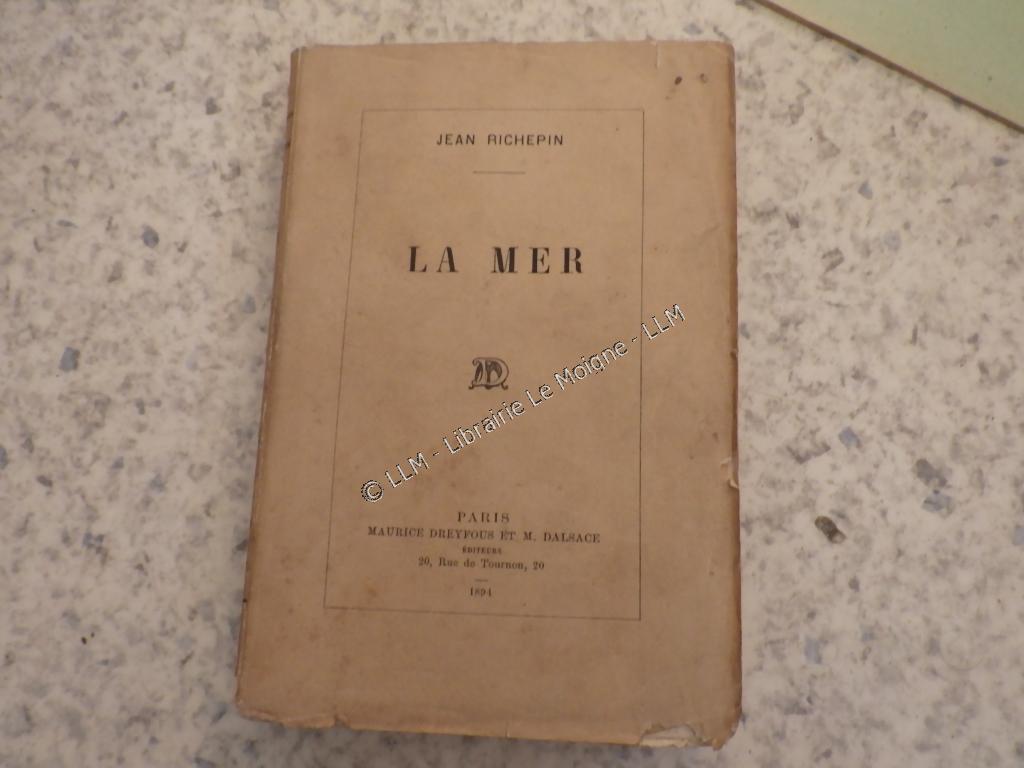 JEAN RICHEPIN
LA MER
MD
© LLM - Librairie Le Moigne - LLM
PARIS
MAURICE DREYFOUS ET M. DALSACE
ÉDITEURS
20, Rue de Tournon, 20
1894